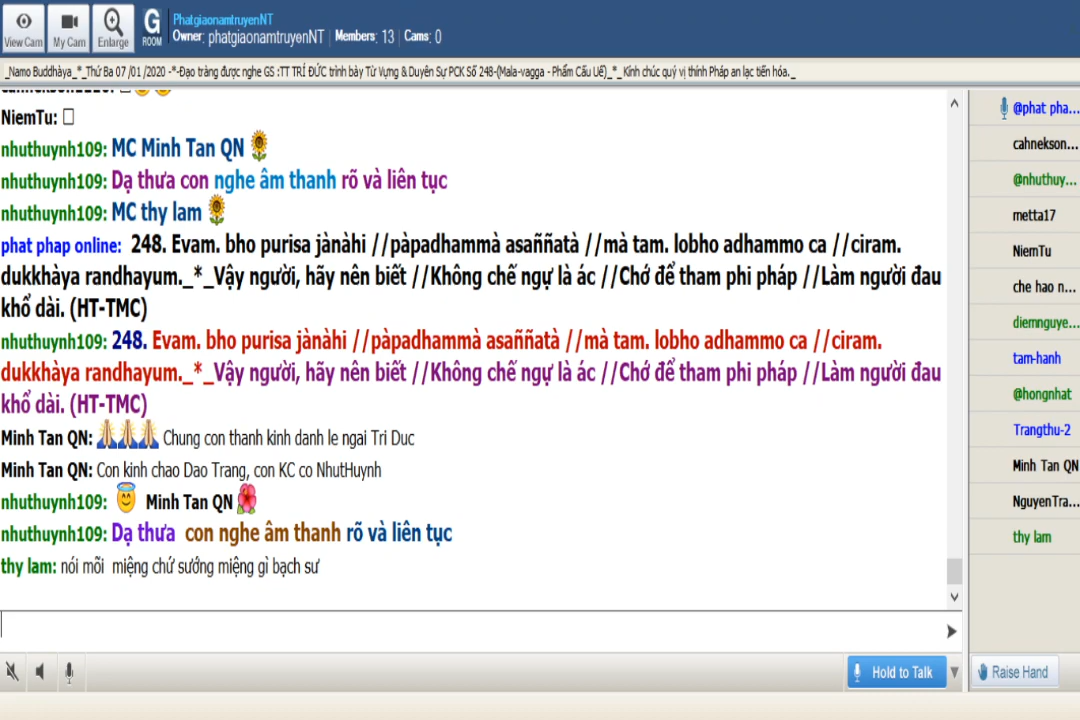 View Cam
My Cam
Enlarge
G
ROOM
PhatgiaonamtruyenNT
Owner: phatgiaonamtruyenNT | Members: 13 | Cams: 0
_Namo Buddhàya_*_Thứ Ba 07 /01 /2020 -*-Đạo tràng được nghe GS :TT TRÍ ĐỨC trình bày Từ Vựng & Duyên Sự PCK Số 248-(Mala-vagga - Phẩm Cấu Uế)_*_ Kính chúc quý vị thính Pháp an lạc tiến hóa._
NiemTu:
nhuthuynh109: MC Minh Tan QN
nhuthuynh109: Dạ thưa con nghe âm thanh rõ và liên tục
nhuthuynh109: MC thy lam
phat phap online: 248. Evam. bho purisa jànàhi //pàpadhammà asaññatà //mà tam. lobho adhammo ca //ciram.
dukkhàya randhayum._*_Vậy người, hãy nên biết //Không chế ngự là ác //Chớ để tham phi pháp //Làm người đau
khổ dài. (HT-TMC)
nhuthuynh109: 248. Evam. bho purisa jànàhi //pàpadhammà asaññatà //mà tam. lobho adhammo ca //ciram.
dukkhàya randhayum._*_Vậy người, hãy nên biết //Không chế ngự là ác //Chớ để tham phi pháp //Làm người đau
khổ dài. (HT-TMC)
Minh Tan QN: Chung con thanh kinh danh le ngai Tri Duc
Minh Tan QN: Con kinh chao Dao Trang, con KC co NhutHuynh
nhuthuynh109: Minh Tan QN
nhuthuynh109: Dạ thưa con nghe âm thanh rõ và liên tục
thy lam: nói mỗi miệng chứ sướng miệng gì bạch sư
Hold to Talk
@phat pha...
cahnekson...
@nhuthuy...
metta17
NiemTu
che hao n...
diemnguye...
tam-hanh
@hongnhat
Trangthu-2
Minh Tan QN
NguyenTra...
thy lam
Raise Hand